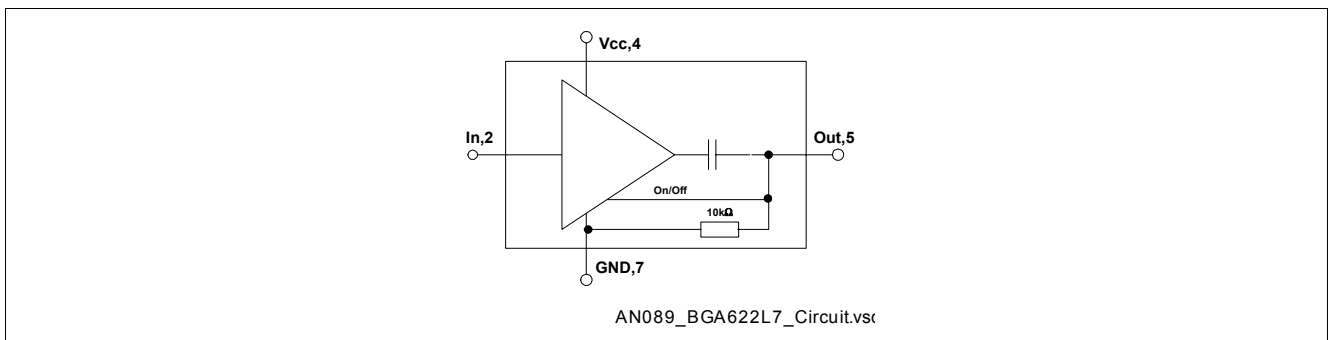 Vcc,4
In,2
Out,5
On/Off
10kΩ
GND,7
AN089_BGA622L7_Circuit.vsd